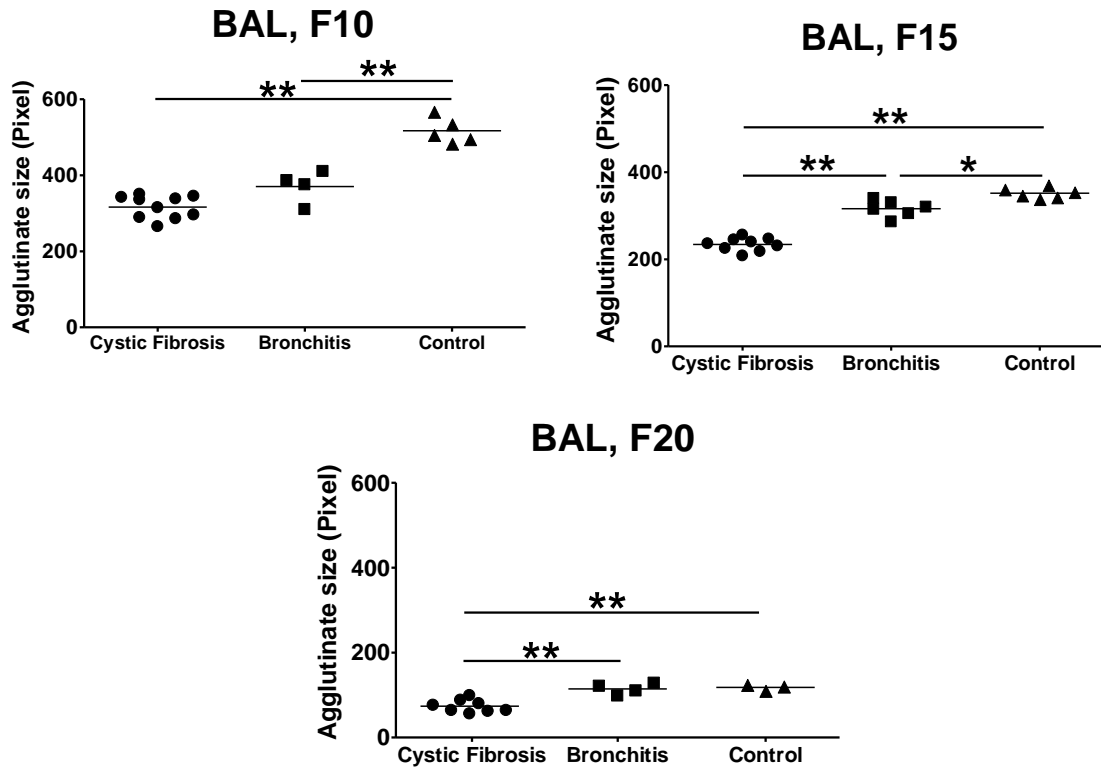 BAL, F10
Agglutinate size (Pixel)
**
**
600
400
200
0
Cystic Fibrosis Bronchitis Control
BAL, F15
Agglutinate size (Pixel)
**
** *
600
400
200
0
Cystic Fibrosis Bronchitis Control
BAL, F20
Agglutinate size (Pixel)
**
**
600
400
200
0
Cystic Fibrosis Bronchitis Control